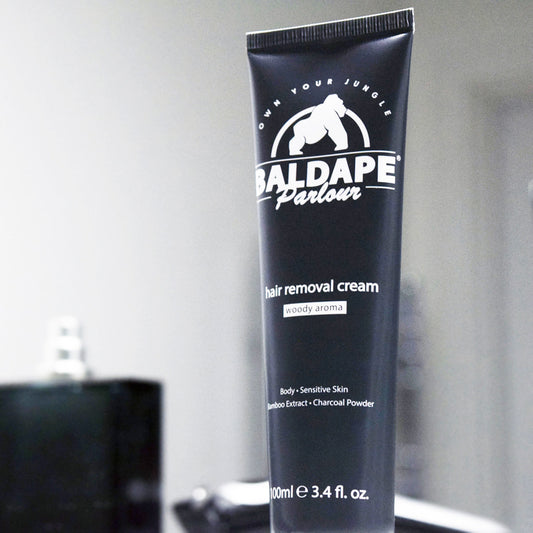 OWN YOUR JUNGLE
BALDAPE®
Parlour
hair removal cream
woody aroma
Body • Sensitive Skin
Bamboo Extract • Charcoal Powder
100ml ℮ 3.4 fl. oz.